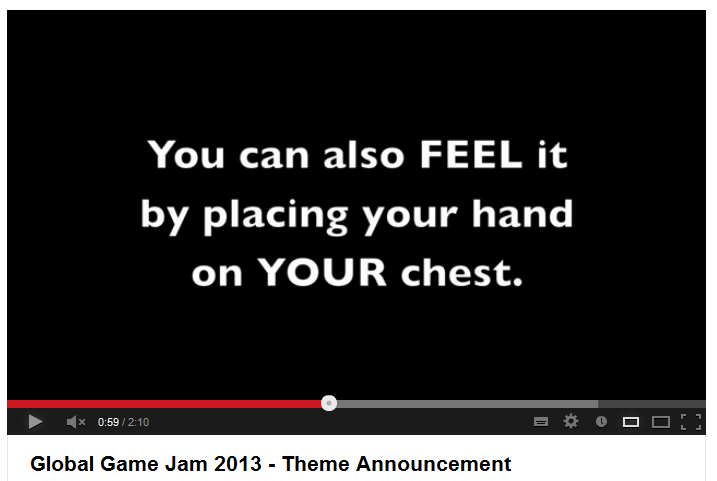 You can also FEEL it
by placing your hand
on YOUR chest.
0:59 / 2:10
Global Game Jam 2013 - Theme Announcement